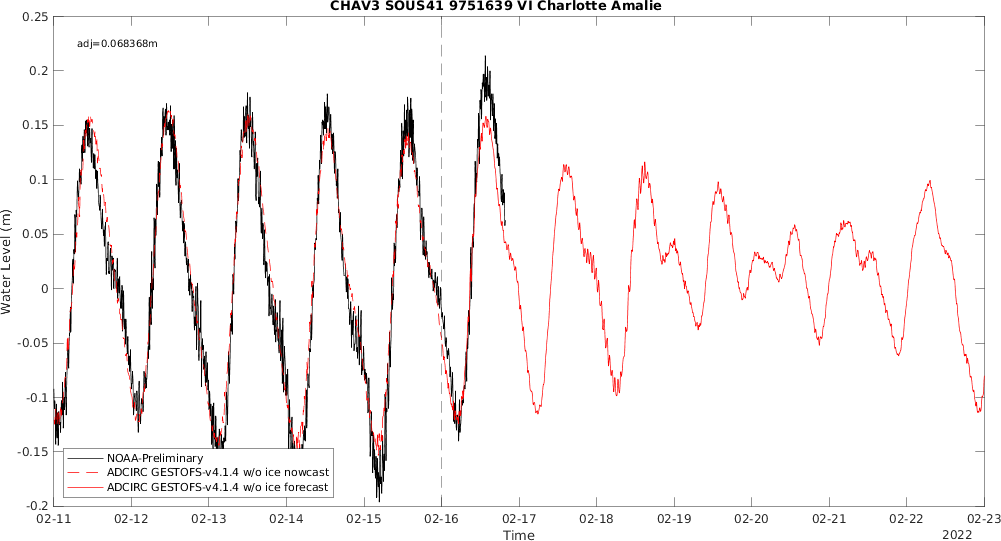 CHAV3 SOUS41 9751639 VI Charlotte Amalie
adj=0.068368m
0.25
0.2
0.15
0.1
0.05
0
-0.05
-0.1
-0.15
-0.2
Water Level (m)
NOAA-Preliminary
ADCIRC GESTOFS-v4.1.4 w/o ice nowcast
ADCIRC GESTOFS-v4.1.4 w/o ice forecast
02-11 02-12 02-13 02-14 02-15 02-16 02-17 02-18 02-19 02-20 02-21 02-22 02-23
Time
2022